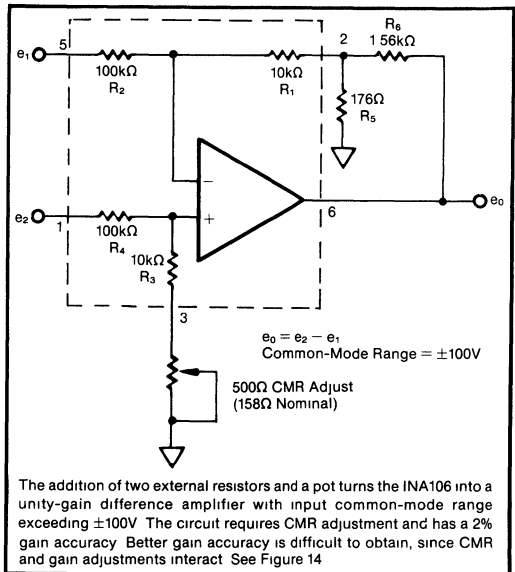 R6
1 56kΩ
e1
5
100kΩ
R2
10kΩ
R1
2
176Ω
R5
−
+
6
e0
e2
1
100kΩ
R4
10kΩ
R3
3
e0 = e2 − e1
Common-Mode Range = ±100V
500Ω CMR Adjust
(158Ω Nominal)
The addition of two external resistors and a pot turns the INA106 into a
unity-gain difference amplifier with input common-mode range
exceeding ±100V The circuit requires CMR adjustment and has a 2%
gain accuracy Better gain accuracy is difficult to obtain, since CMR
and gain adjustments interact See Figure 14